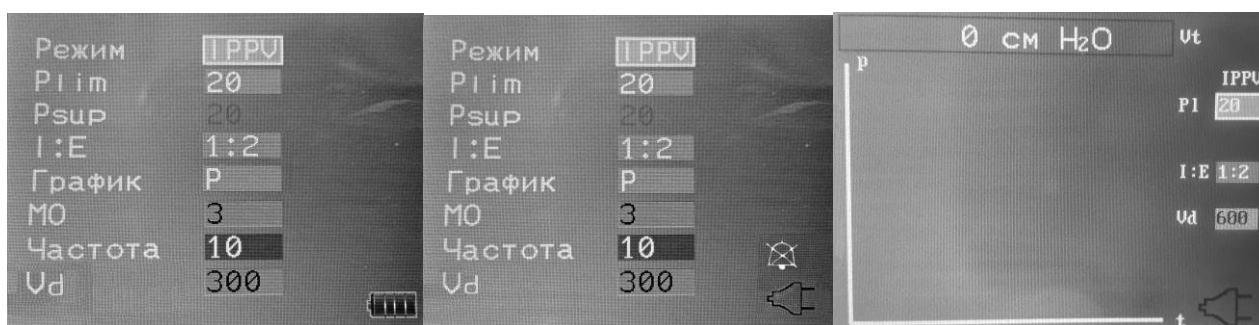 Режим IPPV
Plim 20
Psup 20
I:E 1:2
График P
МО 3
Частота 10
Vd 300
Режим IPPV
Plim 20
Psup 20
I:E 1:2
График P
МО 3
Частота 10
Vd 300
0 см H₂O
Vt
p
IPPV
Pl 20
I:E 1:2
Vd 600
t